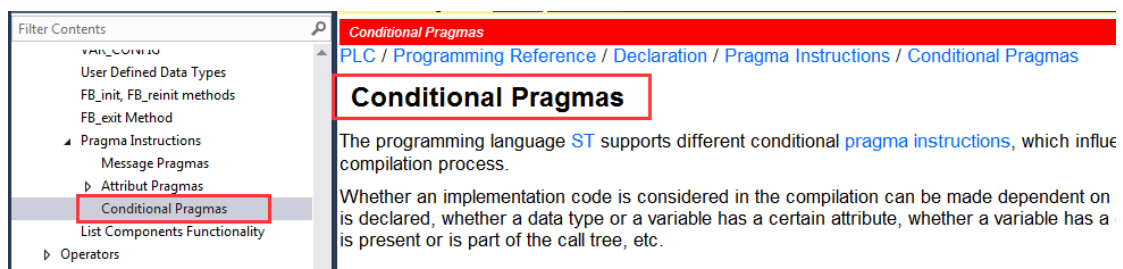 Filter Contents
User Defined Data Types
FB_init, FB_reinit methods
FB_exit Method
Pragma Instructions
Message Pragmas
Attribut Pragmas
Conditional Pragmas
List Components Functionality
Operators
Conditional Pragmas
PLC / Programming Reference / Declaration / Pragma Instructions / Conditional Pragmas
Conditional Pragmas
The programming language ST supports different conditional pragma instructions, which influe
compilation process.
Whether an implementation code is considered in the compilation can be made dependent on
is declared, whether a data type or a variable has a certain attribute, whether a variable has a
is present or is part of the call tree, etc.